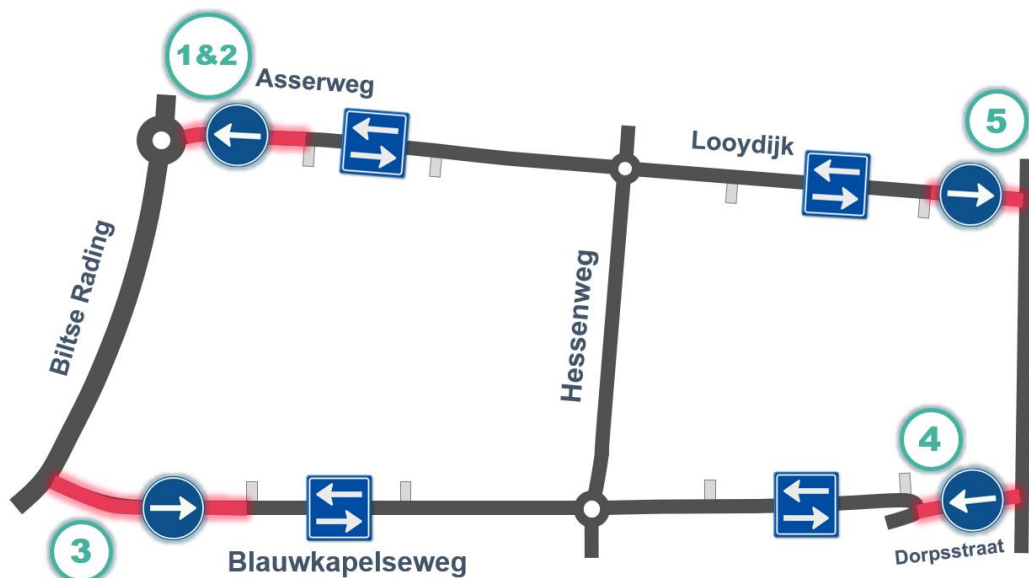 1&2
Asserweg
5
Looydijk
Biltse Rading
Hessenweg
4
3
Blauwkapelseweg
Dorpsstraat